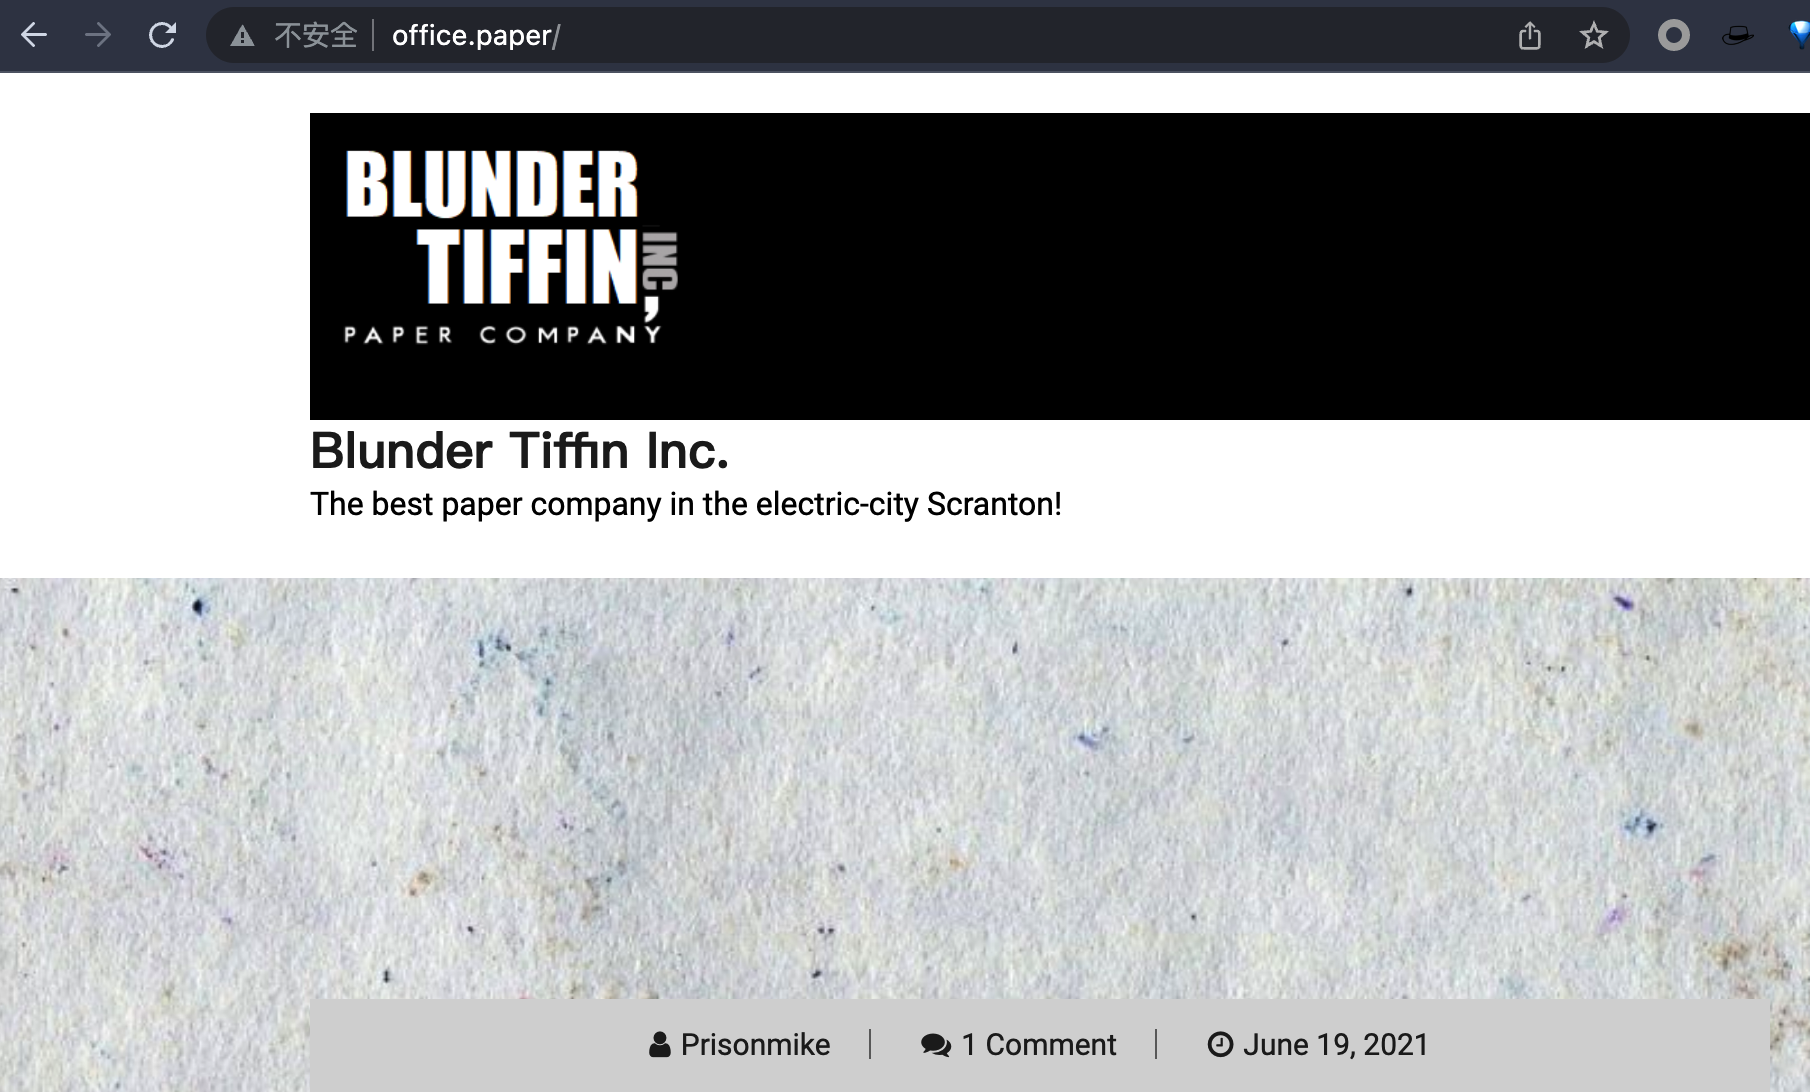 不安全 office.paper/
BLUNDER
TIFFIN, INC
PAPER COMPANY
Blunder Tiffin Inc.
The best paper company in the electric-city Scranton!
Prisonmike 1 Comment June 19, 2021